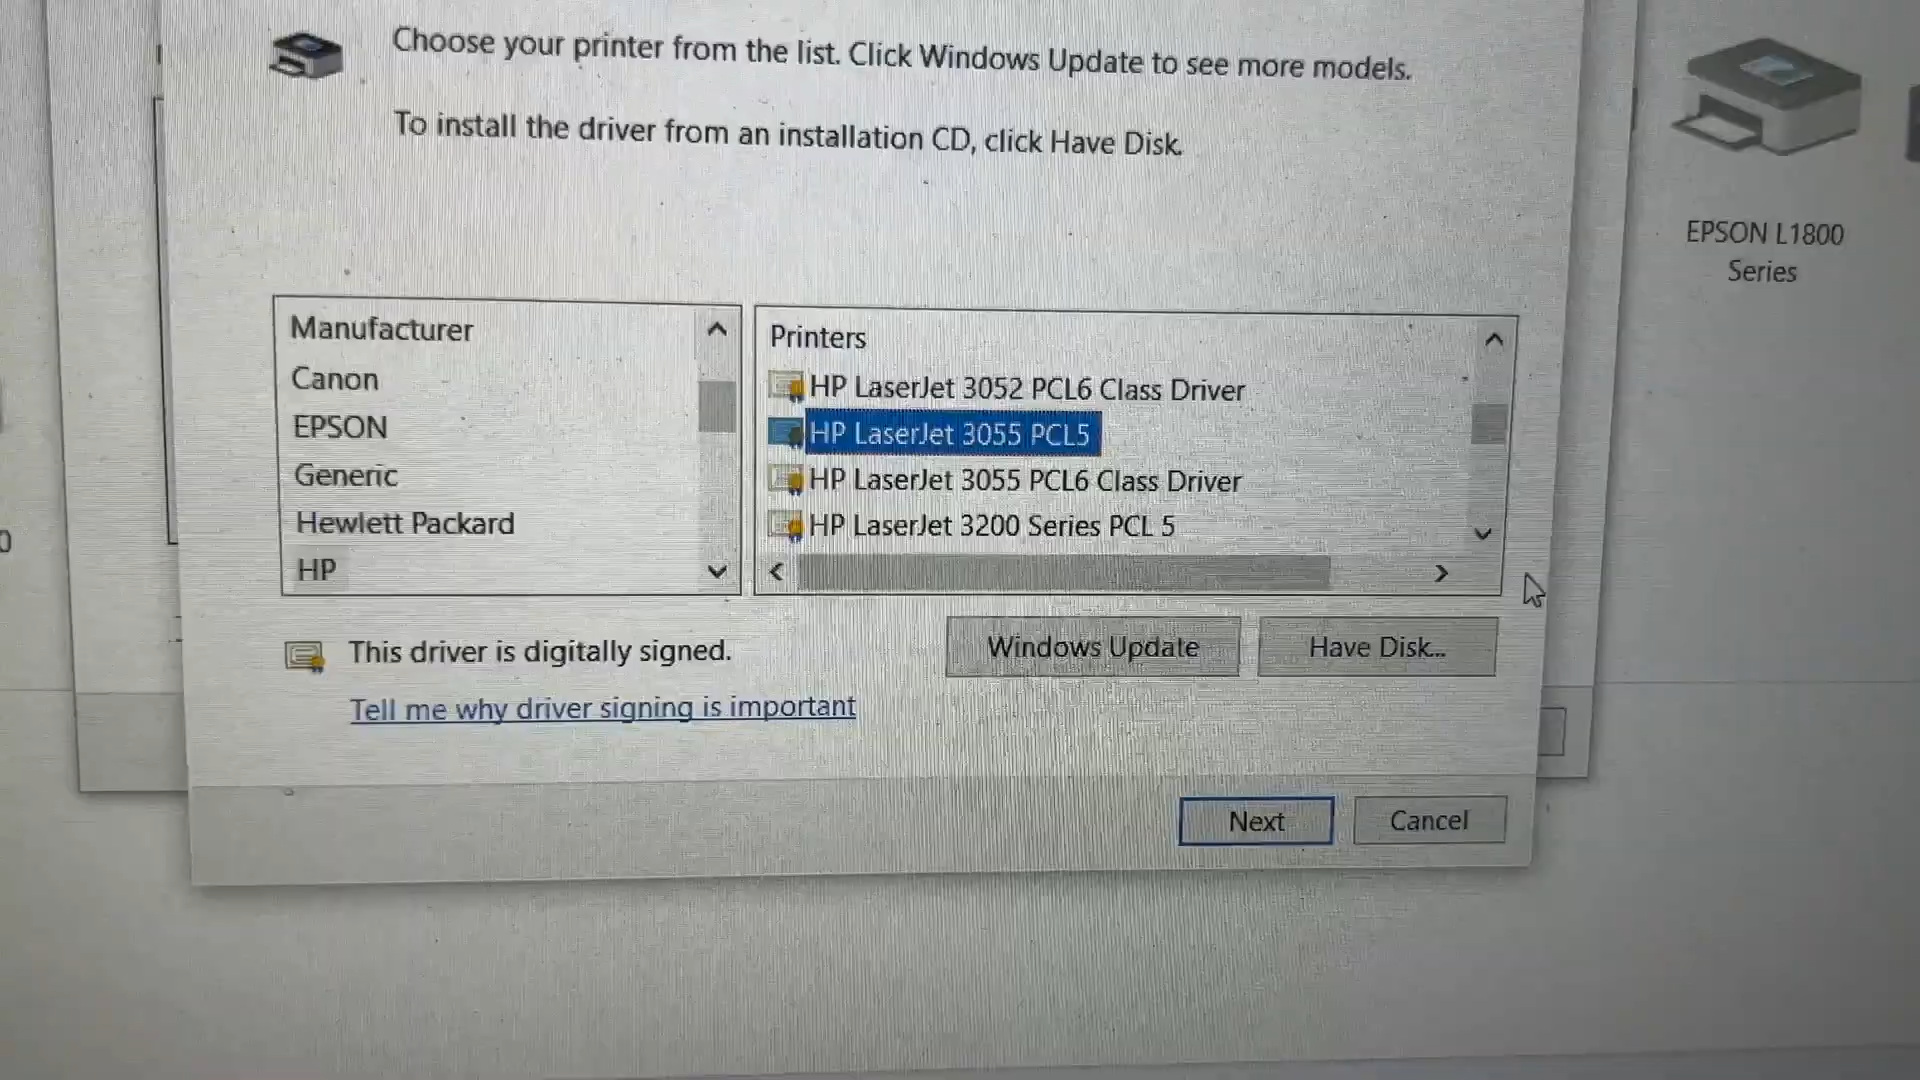 Choose your printer from the list. Click Windows Update to see more models.
To install the driver from an installation CD, click Have Disk.
EPSON L1800
Series
Manufacturer
Canon
EPSON
Generic
Hewlett Packard
HP
Printers
HP LaserJet 3052 PCL6 Class Driver
HP LaserJet 3055 PCL5
HP LaserJet 3055 PCL6 Class Driver
HP LaserJet 3200 Series PCL 5
0
This driver is digitally signed.
Windows Update
Have Disk...
Tell me why driver signing is important
Next
Cancel